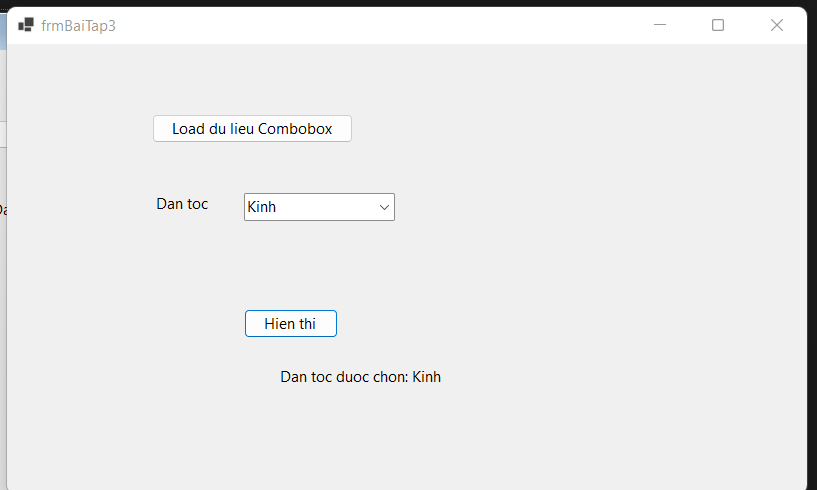 frmBaiTap3
Load du lieu Combobox
Dan toc
Kinh
Hien thi
Dan toc duoc chon: Kinh